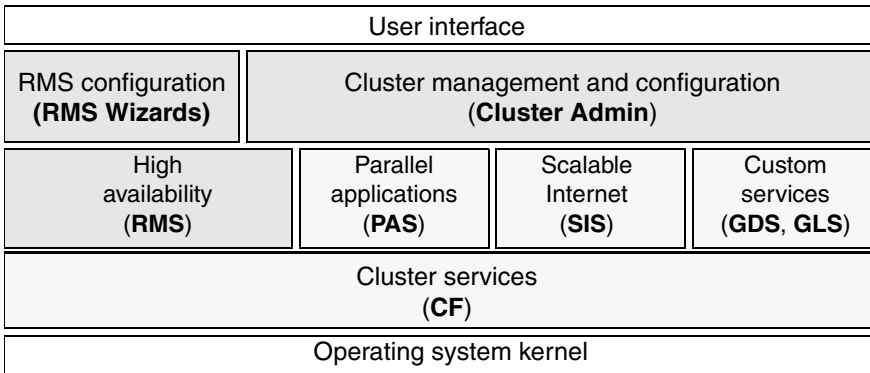 User interface
RMS configuration
(RMS Wizards)
Cluster management and configuration
(Cluster Admin)
High
availability
(RMS)
Parallel
applications
(PAS)
Scalable
Internet
(SIS)
Custom
services
(GDS, GLS)
Cluster services
(CF)
Operating system kernel